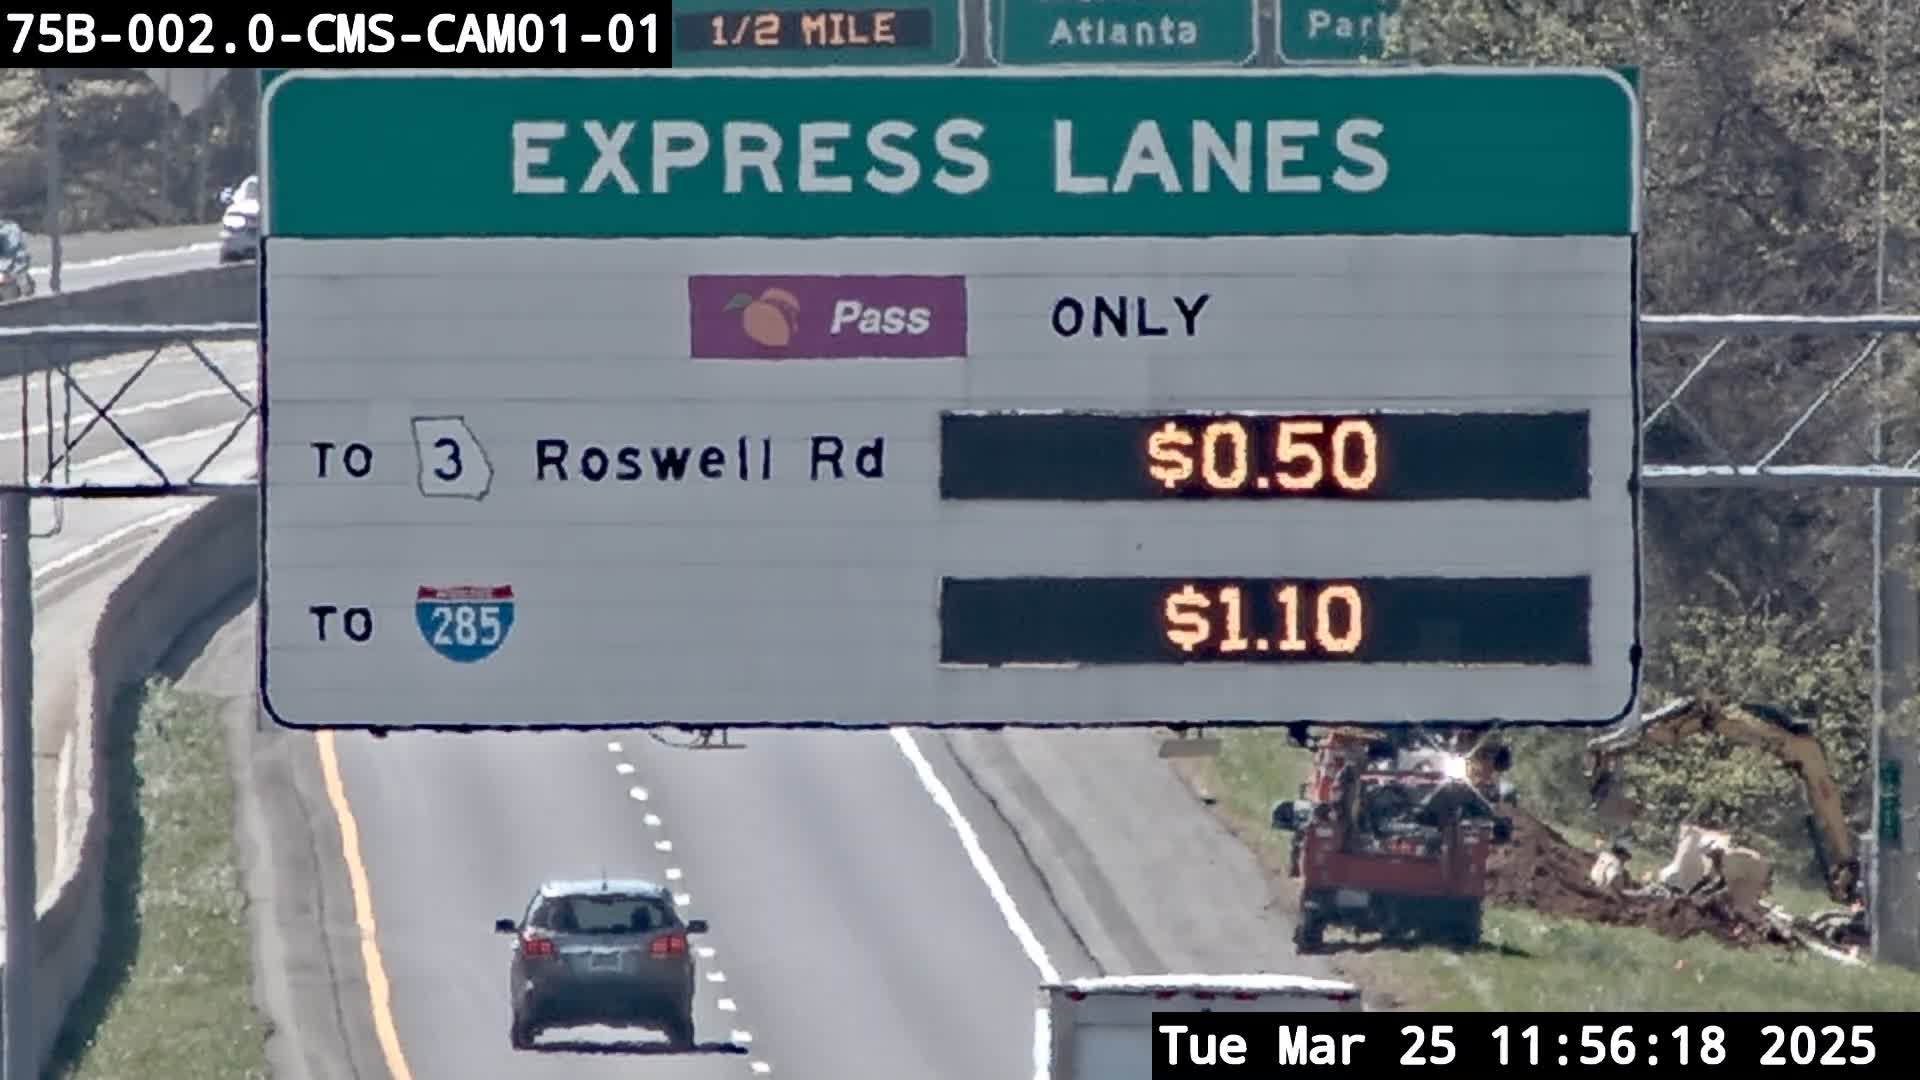 75B-002.0-CMS-CAM01-01
1/2 MILE
Atlanta
EXPRESS LANES
Pass ONLY
TO 3 Roswell Rd $0.50
TO 285 $1.10
Tue Mar 25 11:56:18 2025